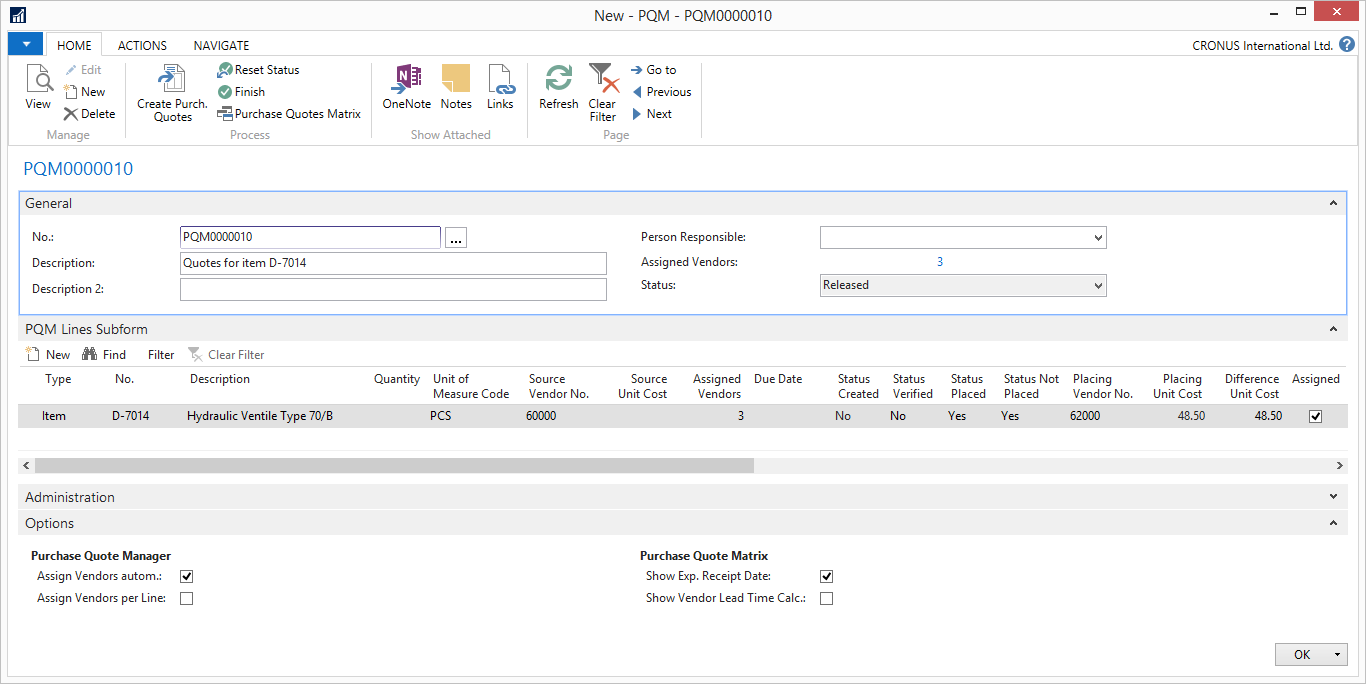 New - PQM - PQM0000010
HOME ACTIONS NAVIGATE CRONUS International Ltd. ?
View
Edit
New
Delete
Manage
Create Purch. Quotes
Reset Status
Finish
Purchase Quotes Matrix
Process
OneNote
Notes
Links
Show Attached
Refresh
Clear Filter
Go to
Previous
Next
Page
PQM0000010
General
No.: PQM0000010 ...
Description: Quotes for item D-7014
Description 2:
Person Responsible:
Assigned Vendors: 3
Status: Released
PQM Lines Subform
New Find Filter Clear Filter
Type No. Description Quantity Unit of Measure Code Source Vendor No. Source Unit Cost Assigned Vendors Due Date Status Created Status Verified Status Placed Status Not Placed Placing Vendor No. Placing Unit Cost Difference Unit Cost Assigned
Item D-7014 Hydraulic Ventile Type 70/B PCS 60000 3 No No Yes Yes 62000 48.50 48.50
Administration
Options
Purchase Quote Manager
Assign Vendors autom.:
Assign Vendors per Line:
Purchase Quote Matrix
Show Exp. Receipt Date:
Show Vendor Lead Time Calc.:
OK